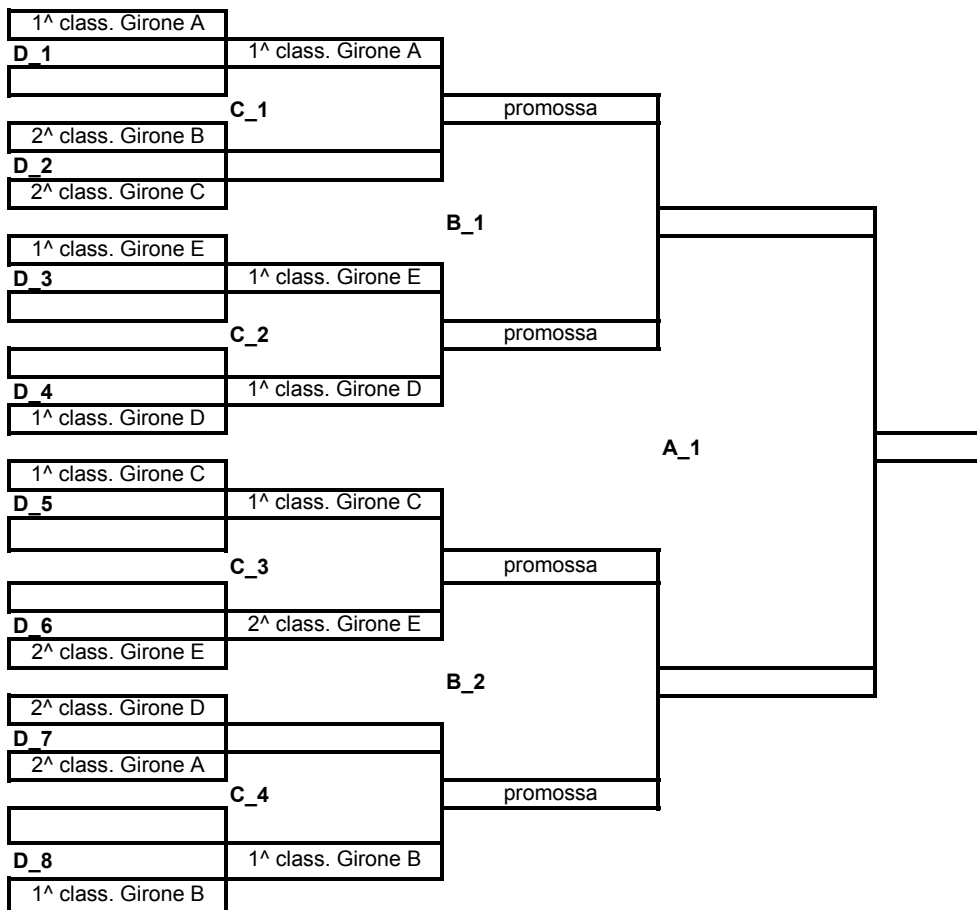 1^ class. Girone A
D_1
1^ class. Girone A
C_1
promossa
2^ class. Girone B
D_2
2^ class. Girone C
B_1
1^ class. Girone E
D_3
1^ class. Girone E
C_2
promossa
D_4
1^ class. Girone D
1^ class. Girone D
A_1
1^ class. Girone C
D_5
1^ class. Girone C
C_3
promossa
D_6
2^ class. Girone E
2^ class. Girone E
B_2
2^ class. Girone D
D_7
2^ class. Girone A
C_4
promossa
D_8
1^ class. Girone B
1^ class. Girone B